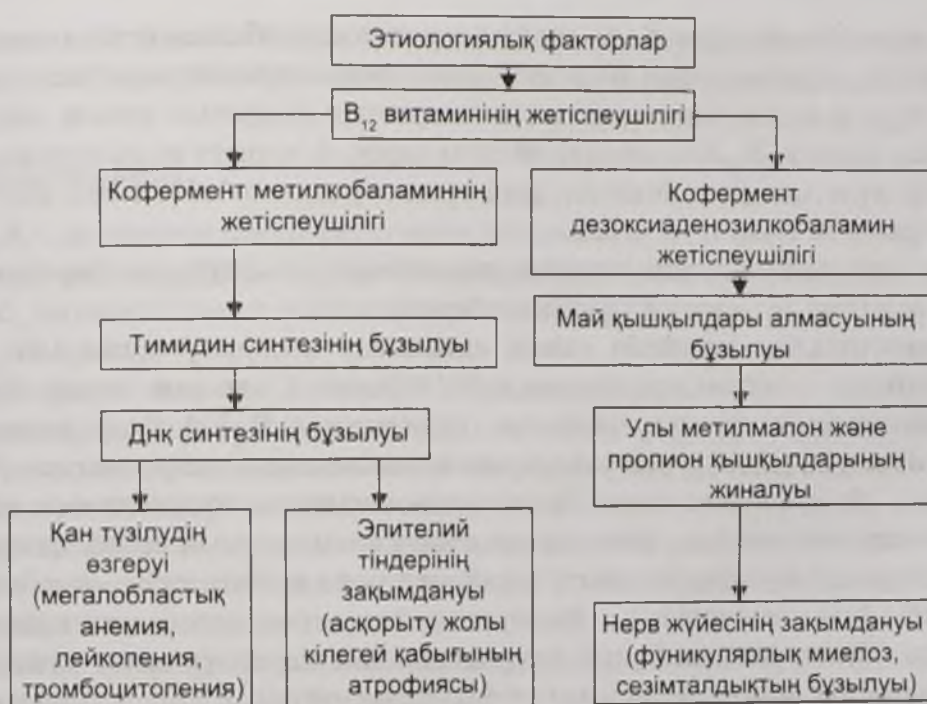 Этиологиялық факторлар
В12 витаминінің жетіспеушілігі
Кофермент метилкобаламиннің
жетіспеушілігі
Кофермент
дезоксиаденозилкобаламин
жетіспеушілігі
Тимидин синтезінің бұзылуы
Май қышқылдары алмасуының
бұзылуы
Днқ синтезінің бұзылуы
Улы метилмалон және
пропион қышқылдарының
жиналуы
Қан түзілудің
өзгеруі
(мегалобластық
анемия,
лейкопения,
тромбоцитопения)
Эпителий
тіндерінің
зақымдануы
(асқорыту жолы
кілегей қабығының
атрофиясы)
Нерв жүйесінің зақымдануы
(фуникулярлық миелоз,
сезімталдықтың бұзылуы)